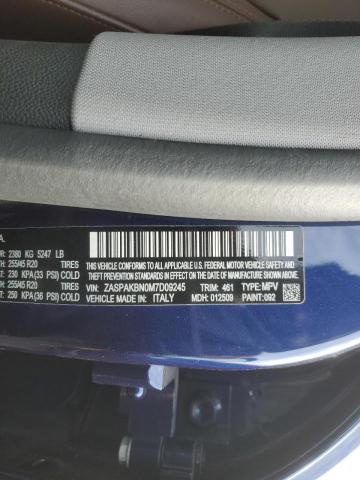 A.
R: 2380 KG 5247 LB
T: 255/45 R20 TIRES
AT: 230 KPA(33 PSI) COLD
T: 255/45 R20 TIRES
AT: 250 KPA(36 PSI) COLD
THIS VEHICLE CONFORMS TO ALL APPLICABLE U.S.A. FEDERAL MOTOR VEHICLE SAFETY, BUMPER, AND
THEFT PREVENTION STANDARDS IN EFFECT ON THE DATE OF MANUFACTURE SHOWN ABOVE
VIN: ZASPAKBN0M7D09245 TRIM: 461 TYPE: MPV
VEHICLE MADE IN: ITALY MDH: 012509 PAINT: 092